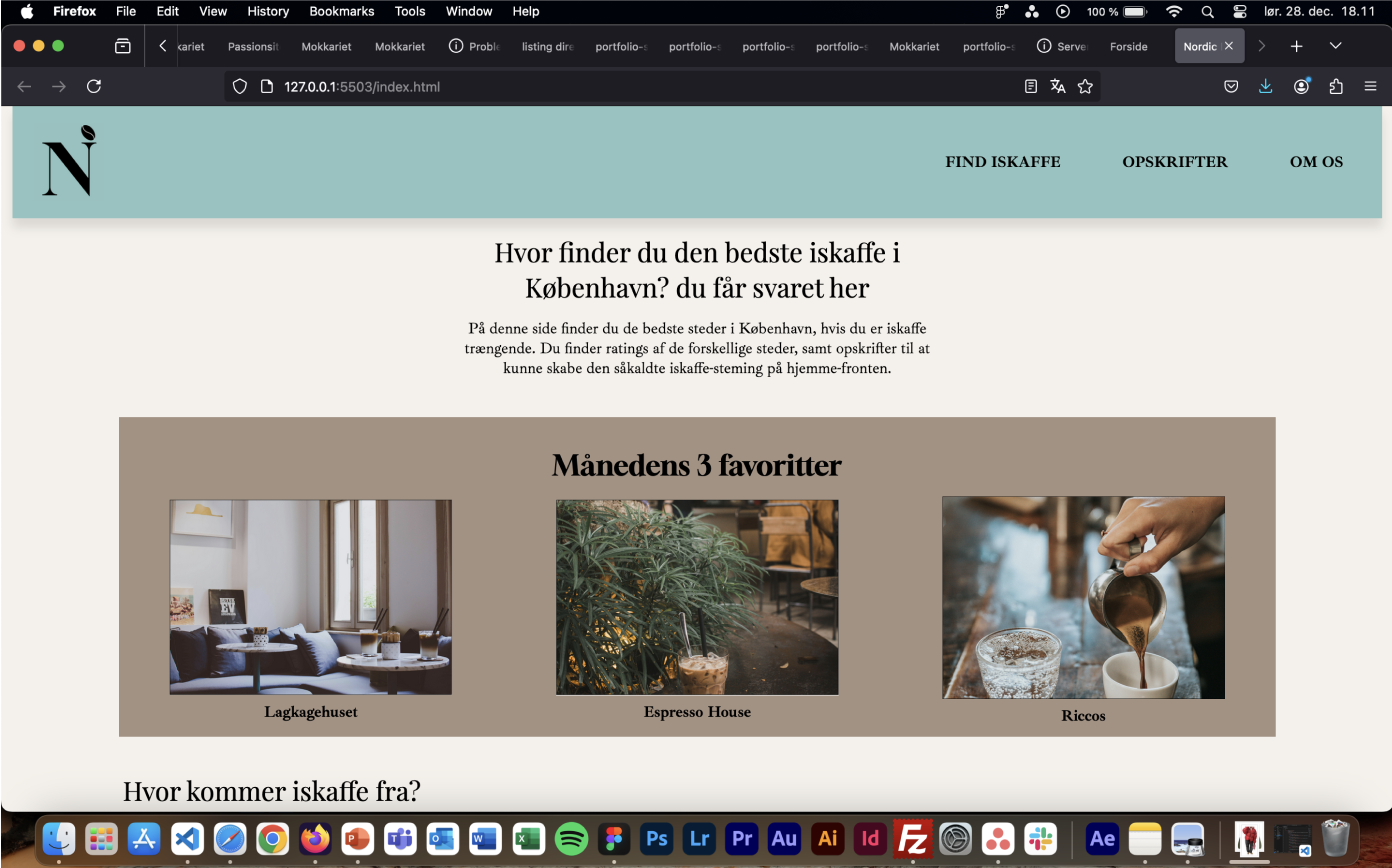 Firefox File Edit View History Bookmarks Tools Window Help 100 % lør. 28. dec. 18.11
kariet Passionsit Mokkariet Mokkariet Proble listing dire portfolio-s portfolio-s portfolio-s portfolio-s Mokkariet portfolio-s Serve Forside Nordic
127.0.0.1:5503/index.html
N
FIND ISKAFFE OPSKRIFTER OM OS
Hvor finder du den bedste iskaffe i
København? du får svaret her
På denne side finder du de bedste steder i København, hvis du er iskaffe
trængende. Du finder ratings af de forskellige steder, samt opskrifter til at
kunne skabe den såkaldte iskaffe-steming på hjemme-fronten.
Månedens 3 favoritter
Lagkagehuset
Espresso House
Riccos
Hvor kommer iskaffe fra?
Ps Lr Pr Au Ai Id Fz Ae